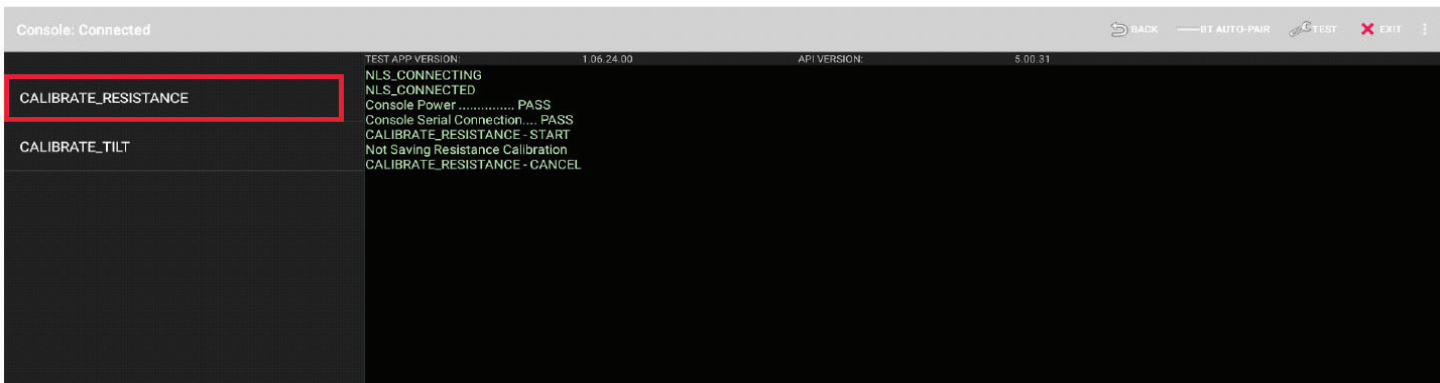 Console: Connected
BACK
BT AUTO-PAIR
TEST
EXIT
TEST APP VERSION: 1.06.24.00 API VERSION: 5.00.31
CALIBRATE_RESISTANCE
CALIBRATE_TILT
NLS_CONNECTING
NLS_CONNECTED
Console Power .............. PASS
Console Serial Connection.... PASS
CALIBRATE_RESISTANCE - START
Not Saving Resistance Calibration
CALIBRATE_RESISTANCE - CANCEL